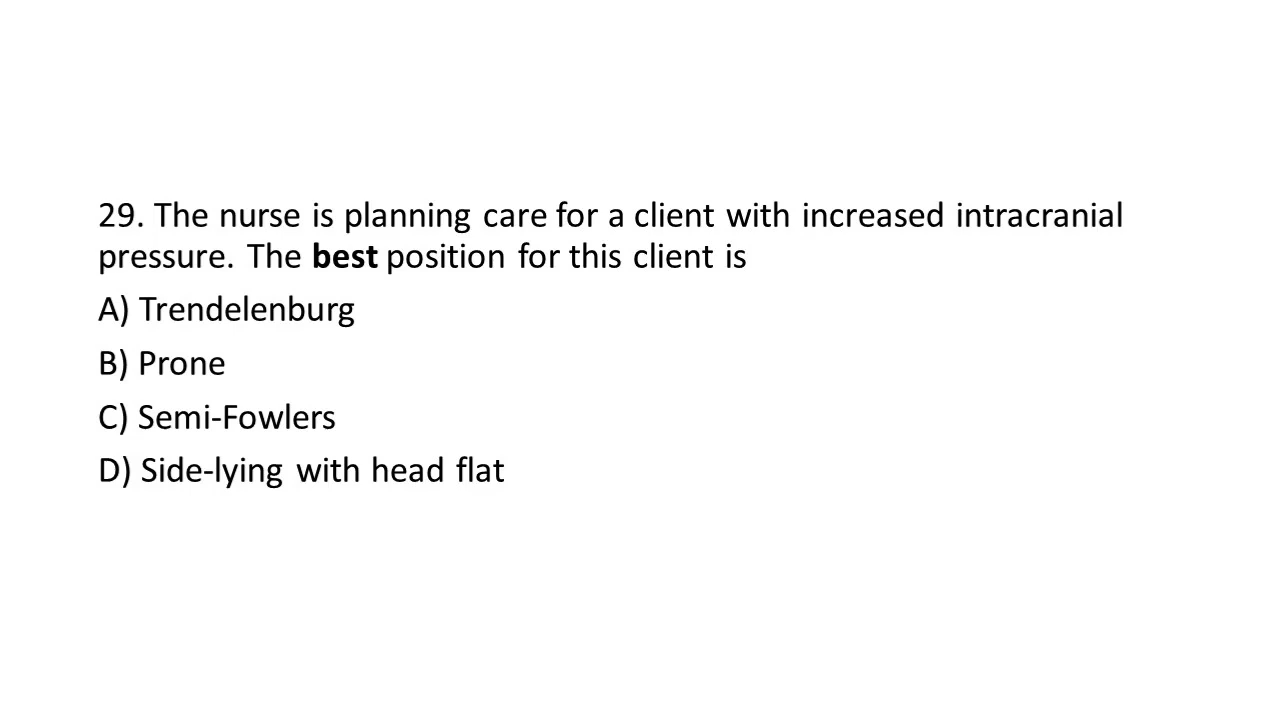 29. The nurse is planning care for a client with increased intracranial
pressure. The best position for this client is
A) Trendelenburg
B) Prone
C) Semi-Fowlers
D) Side-lying with head flat